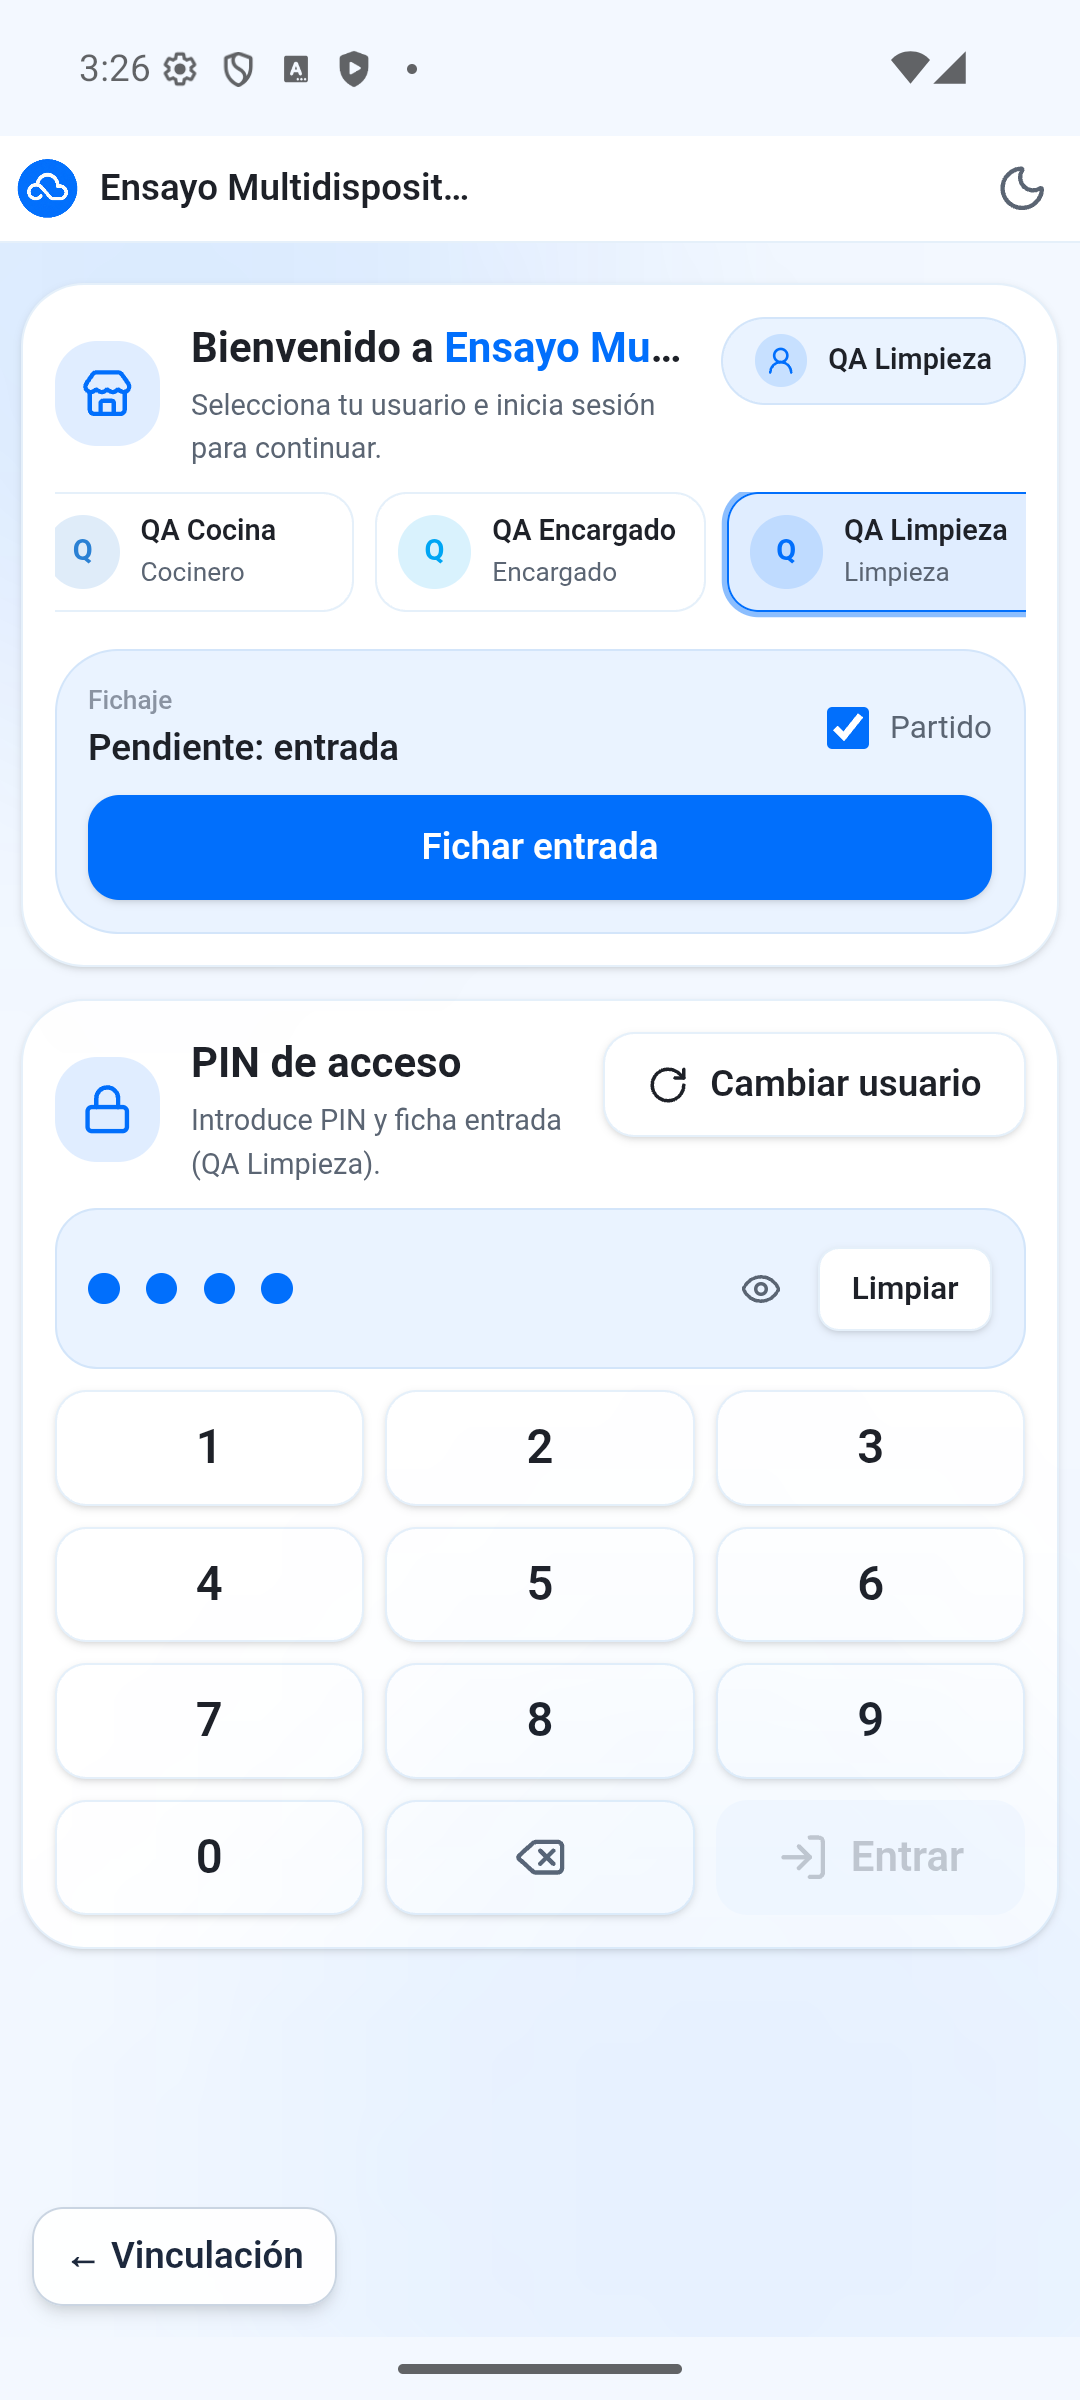 3:26
Ensayo Multidisposit...
Bienvenido a Ensayo Mu...
Selecciona tu usuario e inicia sesión
para continuar.
QA Limpieza
Q
QA Cocina
Cocinero
Q
QA Encargado
Encargado
Q
QA Limpieza
Limpieza
Fichaje
Pendiente: entrada
Partido
Fichar entrada
PIN de acceso
Introduce PIN y ficha entrada
(QA Limpieza).
Cambiar usuario
Limpiar
1 2 3
4 5 6
7 8 9
0 Entrar
← Vinculación